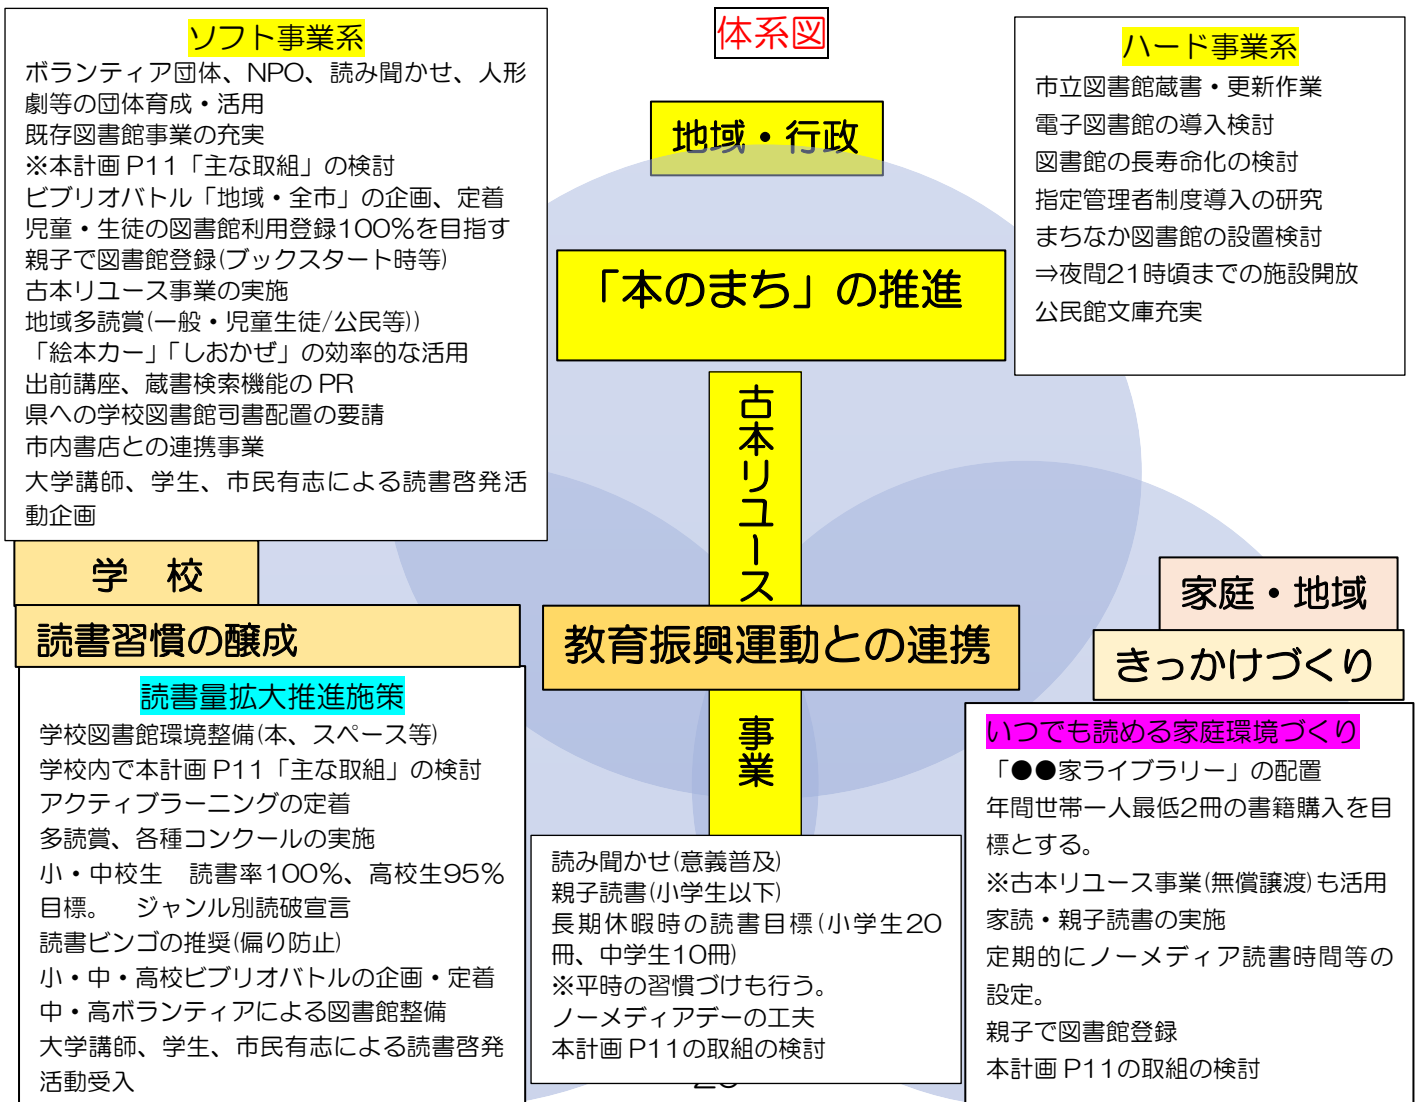 体系図
ソフト事業系
ボランティア団体、NPO、読み聞かせ、人形
劇等の団体育成・活用
既存図書館事業の充実
※本計画 P11「主な取組」の検討
ビブリオバトル「地域・全市」の企画、定着
児童・生徒の図書館利用登録100%を目指す
親子で図書館登録(ブックスタート時等)
古本リユース事業の実施
地域多読賞(一般・児童生徒/公民等))
「絵本カー」「しおかぜ」の効率的な活用
出前講座、蔵書検索機能の PR
県への学校図書館司書配置の要請
市内書店との連携事業
大学講師、学生、市民有志による読書啓発活
動企画
地域・行政
「本のまち」の推進
ハード事業系
市立図書館蔵書・更新作業
電子図書館の導入検討
図書館の長寿命化の検討
指定管理者制度導入の研究
まちなか図書館の設置検討
⇒夜間21時頃までの施設開放
公民館文庫充実
古本リユース
事業
学　校
読書習慣の醸成
読書量拡大推進施策
学校図書館環境整備(本、スペース等)
学校内で本計画 P11「主な取組」の検討
アクティブラーニングの定着
多読賞、各種コンクールの実施
小・中校生　読書率100%、高校生95%
目標。　ジャンル別読破宣言
読書ビンゴの推奨(偏り防止)
小・中・高校ビブリオバトルの企画・定着
中・高ボランティアによる図書館整備
大学講師、学生、市民有志による読書啓発
活動受入
教育振興運動との連携
読み聞かせ(意義普及)
親子読書(小学生以下)
長期休暇時の読書目標(小学生20
冊、中学生10冊)
※平時の習慣づけも行う。
ノーメディアデーの工夫
本計画 P11の取組の検討
家庭・地域
きっかけづくり
いつでも読める家庭環境づくり
「●●家ライブラリー」の配置
年間世帯一人最低2冊の書籍購入を目
標とする。
※古本リユース事業(無償譲渡)も活用
家読・親子読書の実施
定期的にノーメディア読書時間等の
設定。
親子で図書館登録
本計画 P11の取組の検討